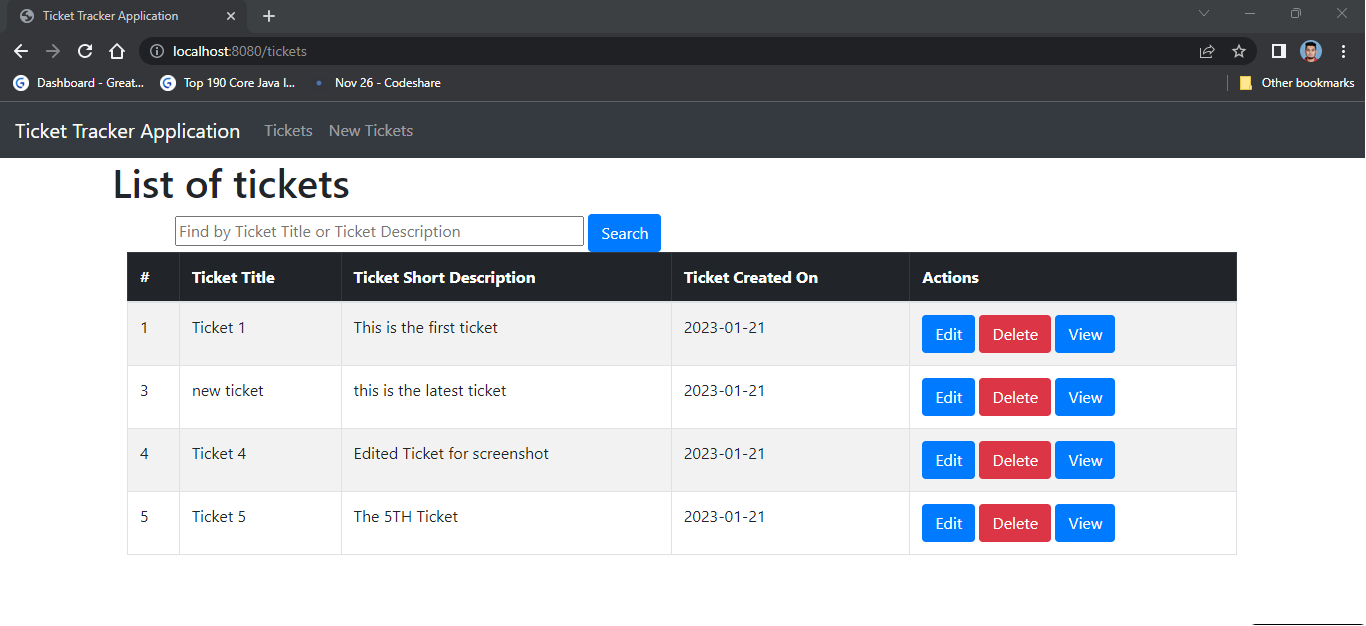 Ticket Tracker Application
localhost:8080/tickets
Dashboard - Great... Top 190 Core Java I... Nov 26 - Codeshare Other bookmarks
Ticket Tracker Application Tickets New Tickets
List of tickets
Find by Ticket Title or Ticket Description Search
# Ticket Title Ticket Short Description Ticket Created On Actions
1 Ticket 1 This is the first ticket 2023-01-21 Edit Delete View
3 new ticket this is the latest ticket 2023-01-21 Edit Delete View
4 Ticket 4 Edited Ticket for screenshot 2023-01-21 Edit Delete View
5 Ticket 5 The 5TH Ticket 2023-01-21 Edit Delete View